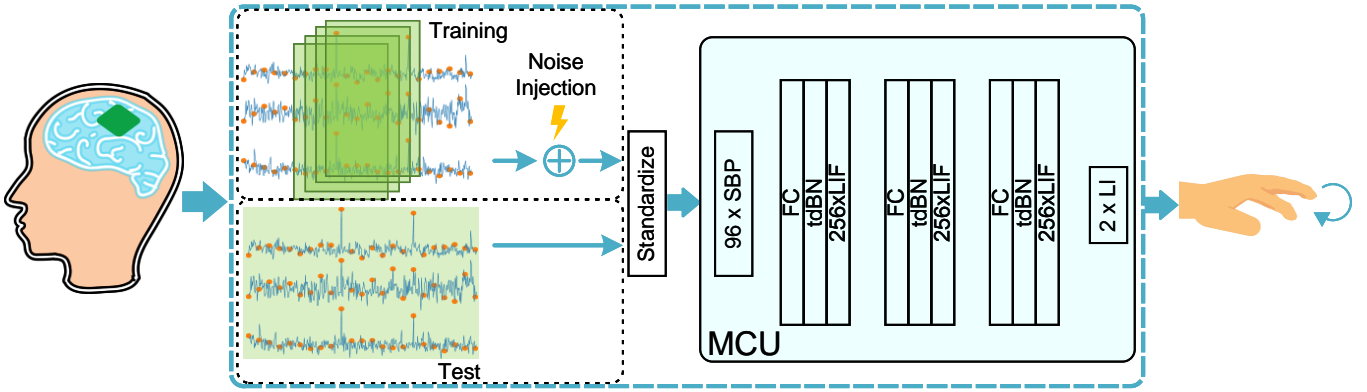 Training
Noise
Injection
Test
Standardize
96 x SBP
FC
tdBN
256xLIF
FC
tdBN
256xLIF
FC
tdBN
256xLIF
2 x LI
MCU